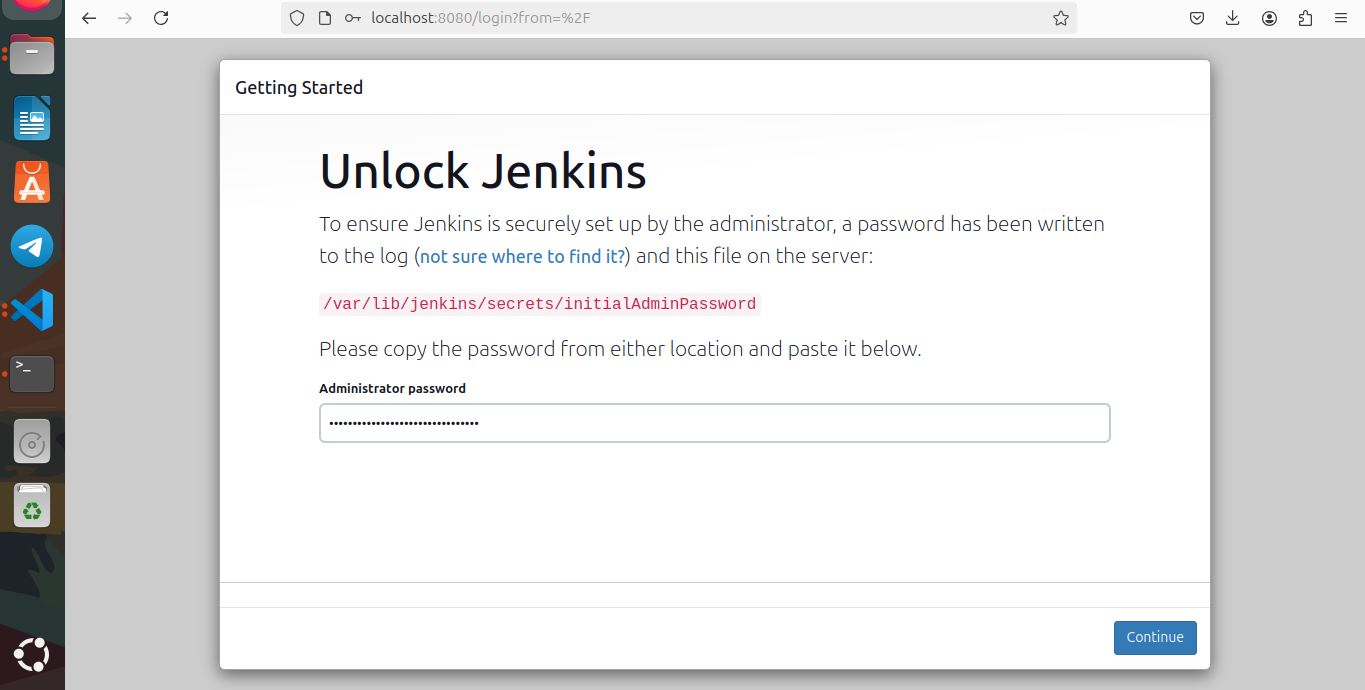 localhost:8080/login?from=%2F
Getting Started
Unlock Jenkins
To ensure Jenkins is securely set up by the administrator, a password has been written
to the log (not sure where to find it?) and this file on the server:
/var/lib/jenkins/secrets/initialAdminPassword
Please copy the password from either location and paste it below.
Administrator password
••••••••••••••••••••••••••••••••
Continue